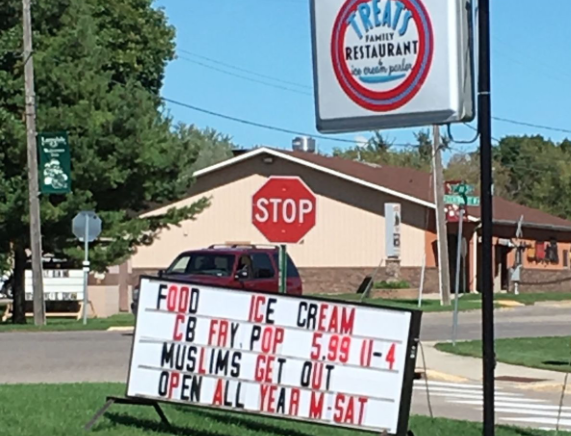 TREATS
FAMILY
RESTAURANT
&
ice cream parlor
STOP
FOOD ICE CREAM
CB FRY POP 5.99 11-4
MUSLIMS GET OUT
OPEN ALL YEAR M-SAT